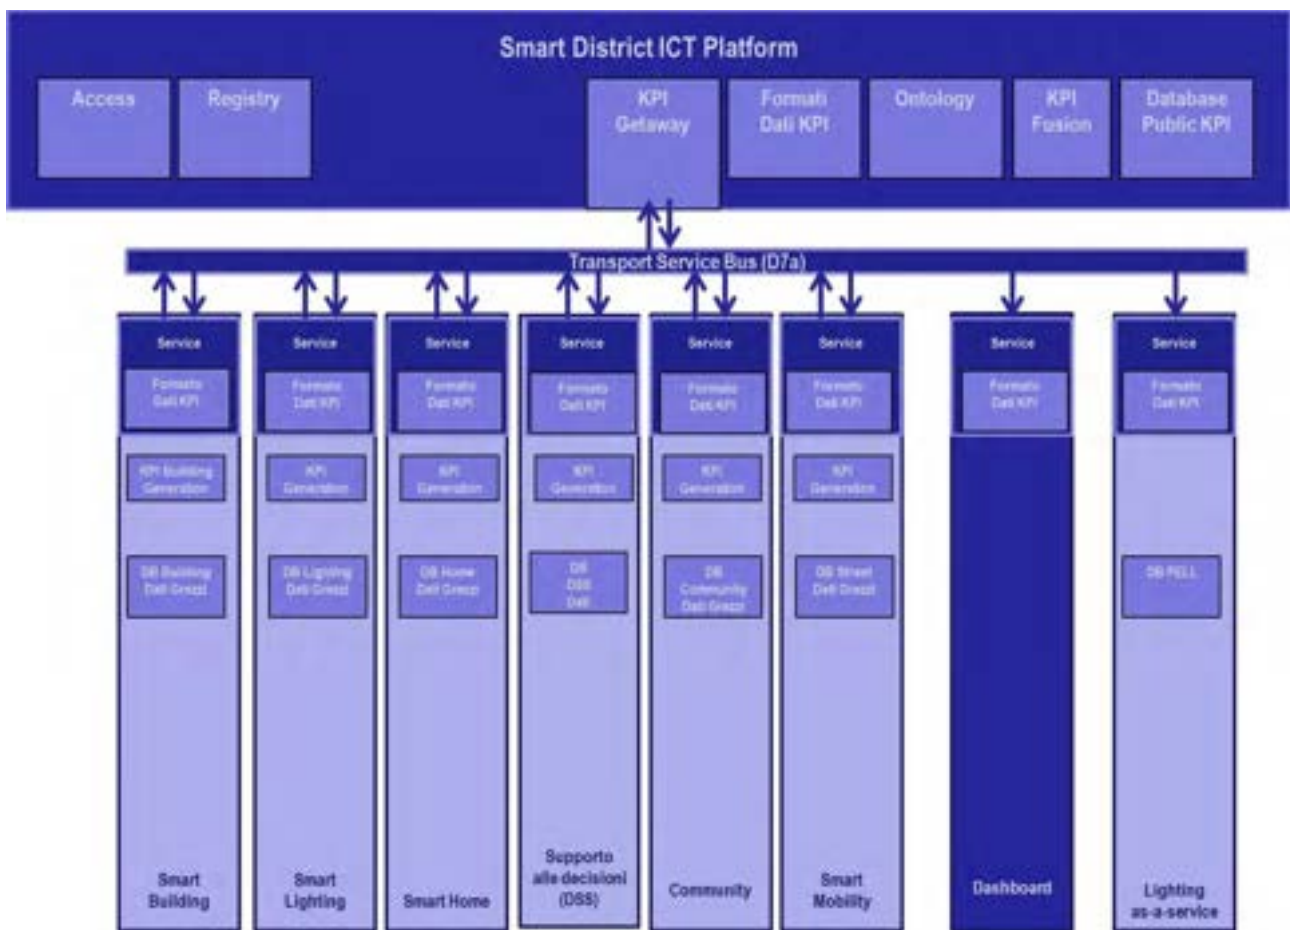 Smart District ICT Platform
Access
Registry
KPI
Getaway
Formati
Dati KPI
Ontology
KPI
Fusion
Database
Public KPI
Transport Service Bus (D7a)
Service
Service
Service
Service
Service
Service
Service
Service
Formato
Dati KPI
Formato
Dati KPI
Formato
Dati KPI
Formato
Dati KPI
Formato
Dati KPI
Formato
Dati KPI
Formato
Dati KPI
Formato
Dati KPI
KPI Building
Generation
KPI
Generation
KPI
Generation
KPI
Generation
KPI
Generation
KPI
Generation
DB Building
Dati Grezzi
DB Lighting
Dati Grezzi
DB Home
Dati Grezzi
DB
DSS
Dati
DB
Community
Dati Grezzi
DB Street
Dati Grezzi
DB PELL
Smart
Building
Smart
Lighting
Smart Home
Supporto
alle decisioni
(DSS)
Community
Smart
Mobility
Dashboard
Lighting
as-a-service